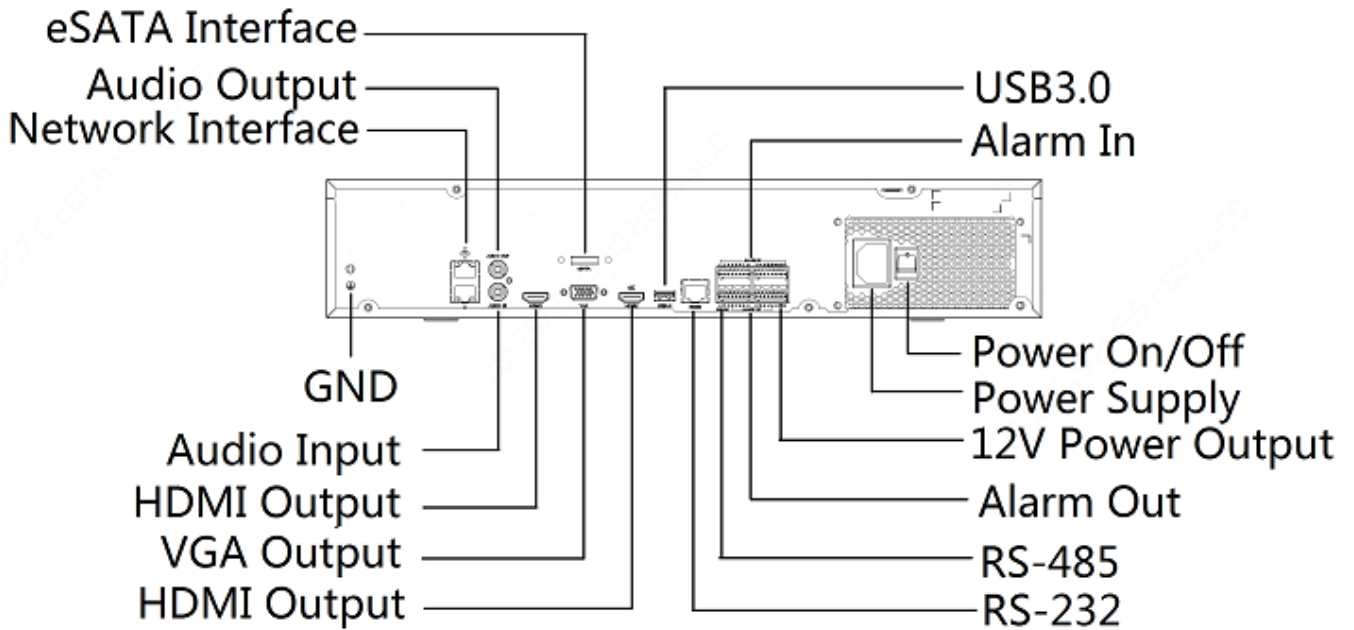 eSATA Interface
Audio Output
Network Interface
USB3.0
Alarm In
GND
Audio Input
HDMI Output
VGA Output
HDMI Output
Power On/Off
Power Supply
12V Power Output
Alarm Out
RS-485
RS-232